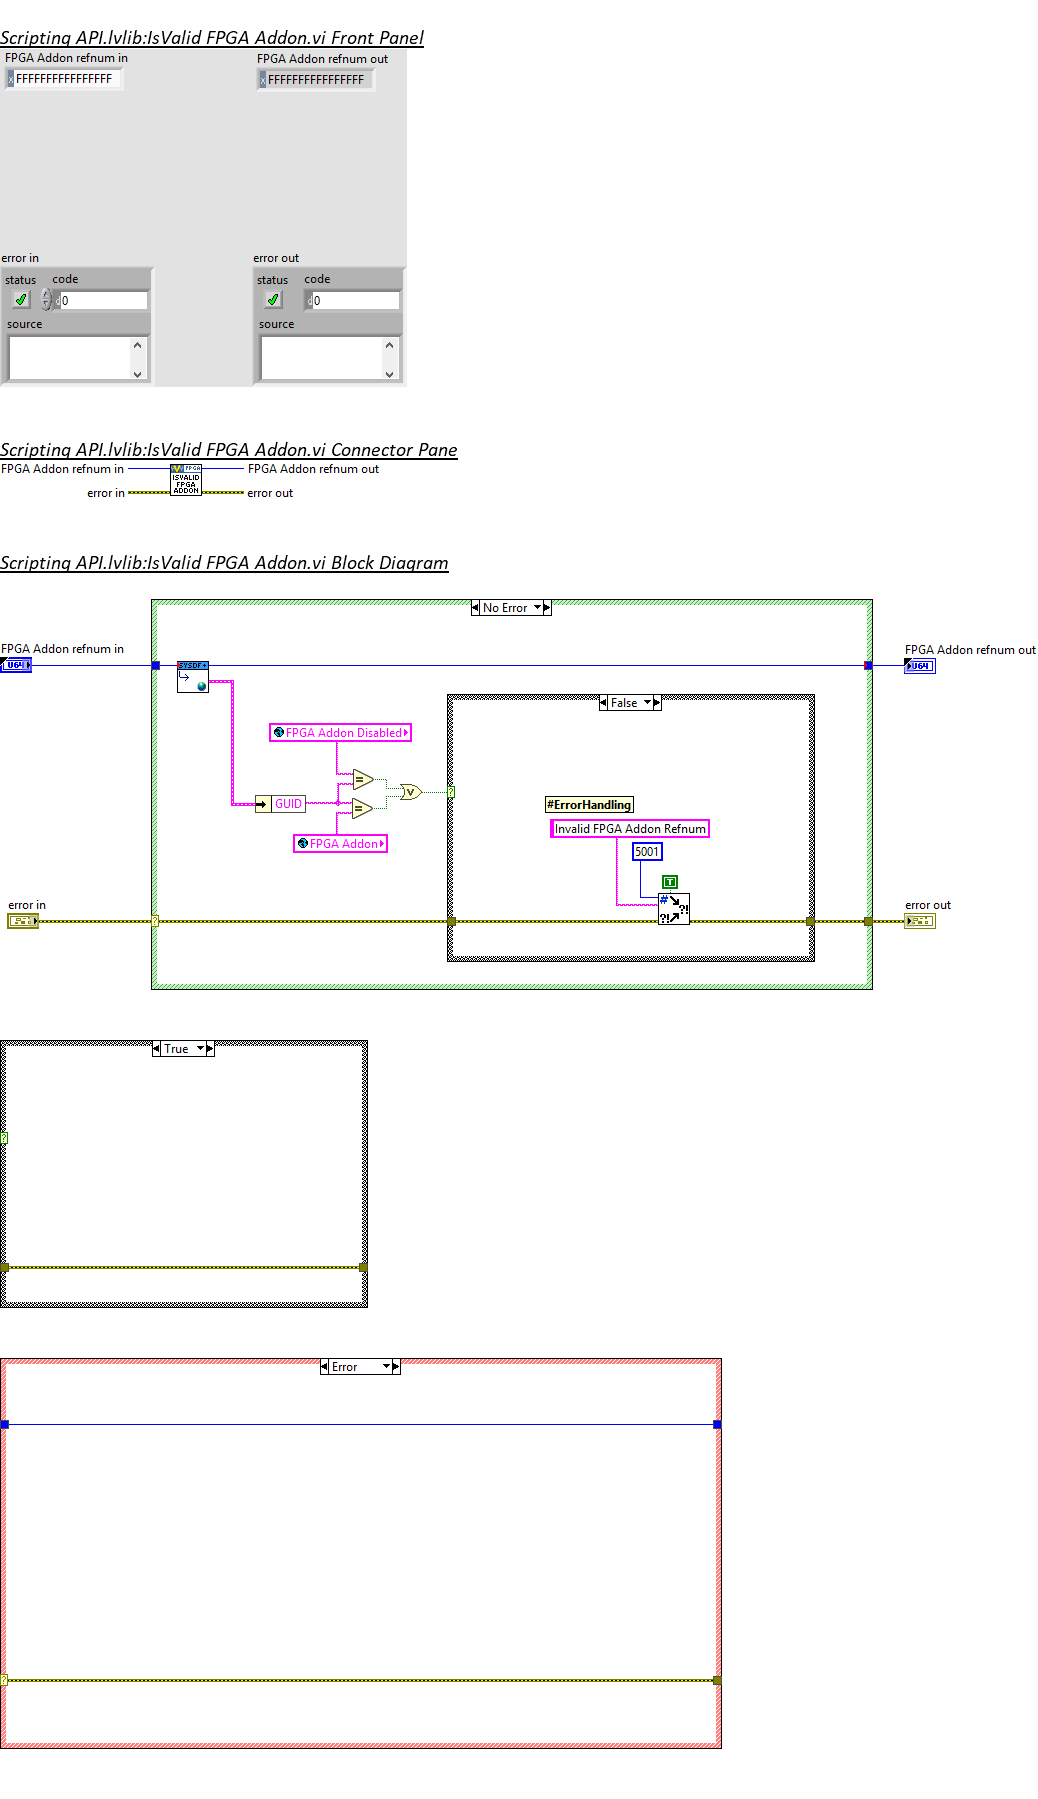 Scripting API.lvlib:IsValid FPGA Addon.vi Front Panel
FPGA Addon refnum in
FPGA Addon refnum out
x FFFFFFFFFFFFFFFF
x FFFFFFFFFFFFFFFF
error in
error out
status code
status code
d 0
d 0
source
source
Scripting API.lvlib:IsValid FPGA Addon.vi Connector Pane
FPGA Addon refnum in
V FPGA
ISVALID
FPGA
ADDON
FPGA Addon refnum out
error in
error out
Scripting API.lvlib:IsValid FPGA Addon.vi Block Diagram
No Error
FPGA Addon refnum in
FPGA Addon refnum out
U64
SYSDF
U64
False
FPGA Addon Disabled
=
V
?
GUID
=
#ErrorHandling
Invalid FPGA Addon Refnum
FPGA Addon
5001
T
# ?!
?!
error in
error out
?
True
?
Error
?